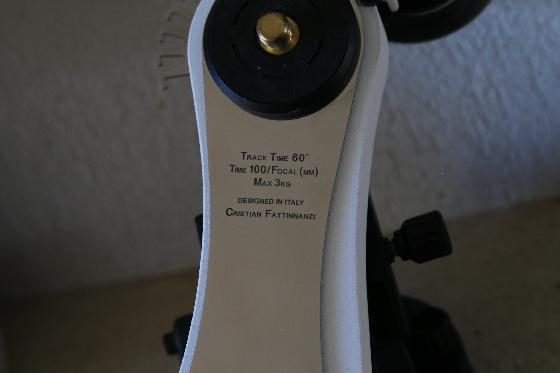 Track Time 60'
Time 100/Focal (mm)
Max 3kg
Designed in Italy
Cristian Fattinnanzi